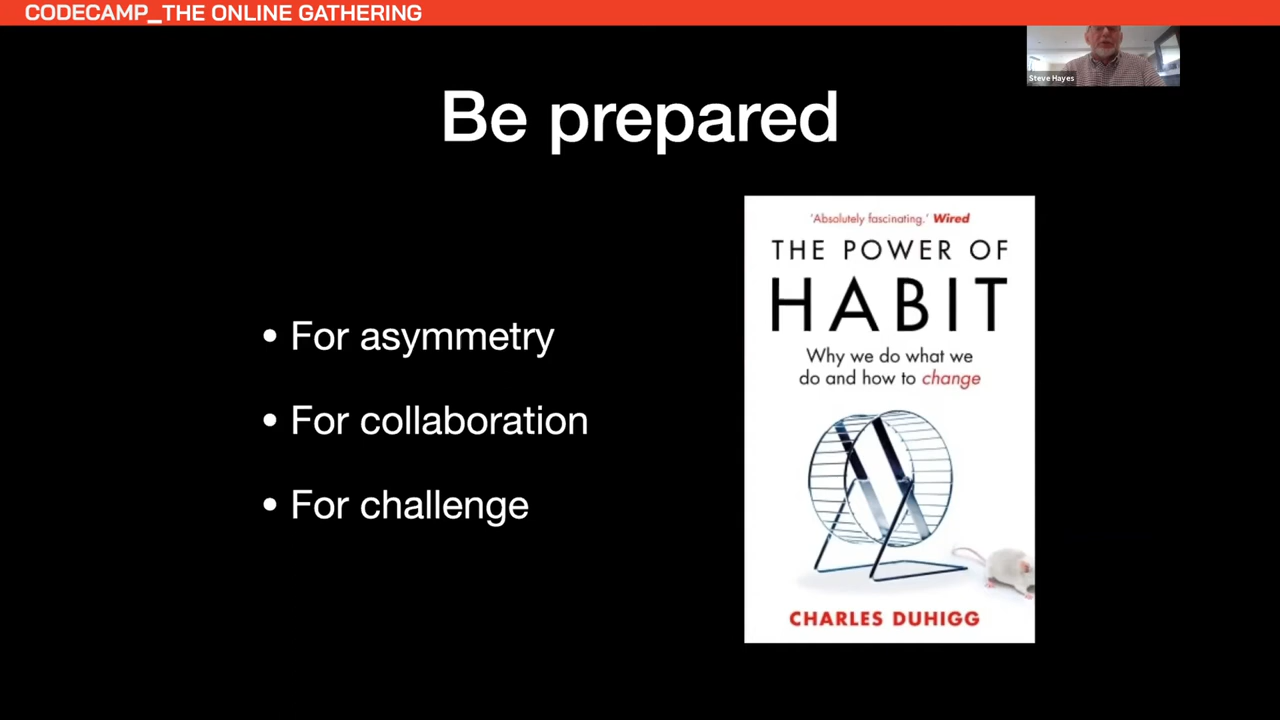 CODECAMP_THE ONLINE GATHERING
Steve Hayes
Be prepared
• For asymmetry
• For collaboration
• For challenge
'Absolutely fascinating.' Wired
THE POWER OF
HABIT
Why we do what we
do and how to change
CHARLES DUHIGG